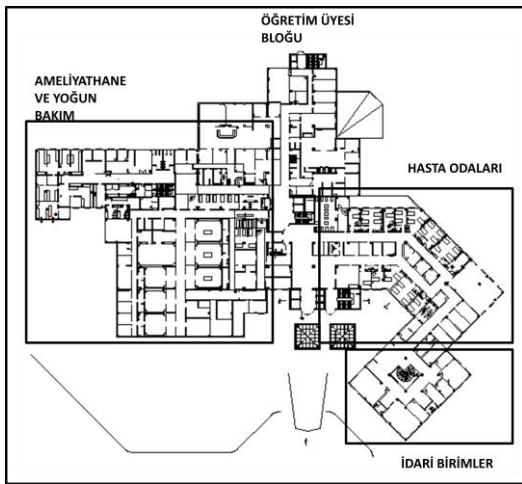 ÖĞRETİM ÜYESİ
BLOĞU
AMELİYATHANE
VE YOĞUN
BAKIM
HASTA ODALARI
İDARİ BİRİMLER